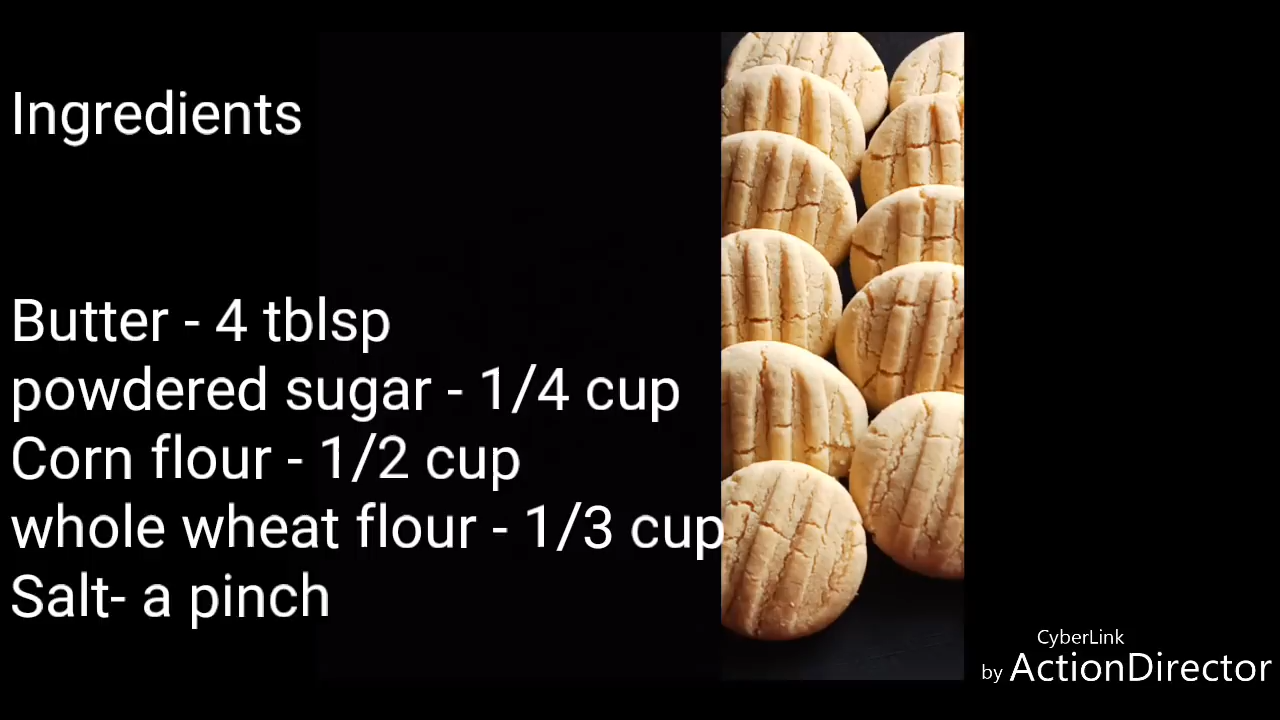 Ingredients
Butter - 4 tblsp
powdered sugar - 1/4 cup
Corn flour - 1/2 cup
whole wheat flour - 1/3 cup
Salt- a pinch
CyberLink
by ActionDirector